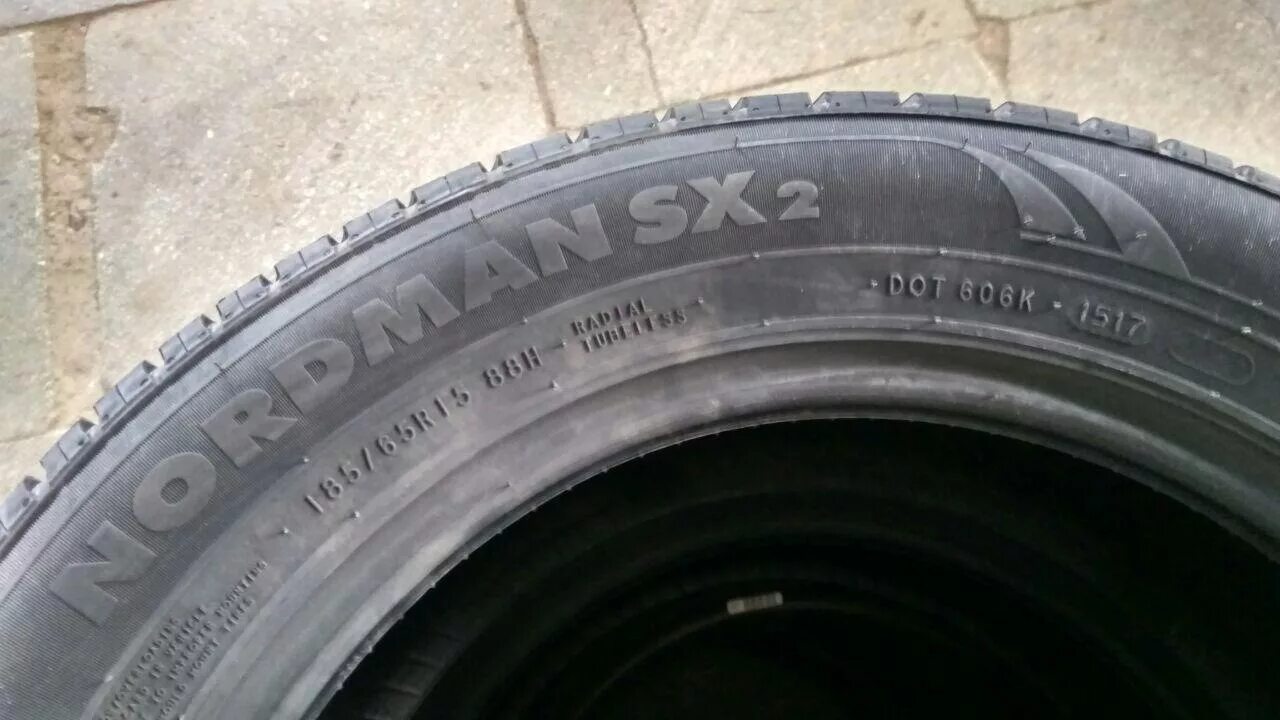 NORDMAN SX2
185/65R15 88H
RADIAL
TUBELESS
DOT 606K 1517